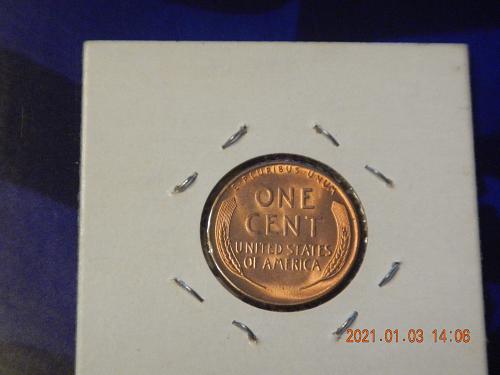 E · PLURIBUS · UNUM
ONE
CENT
UNITED STATES
OF AMERICA
2021.01.03 14:06